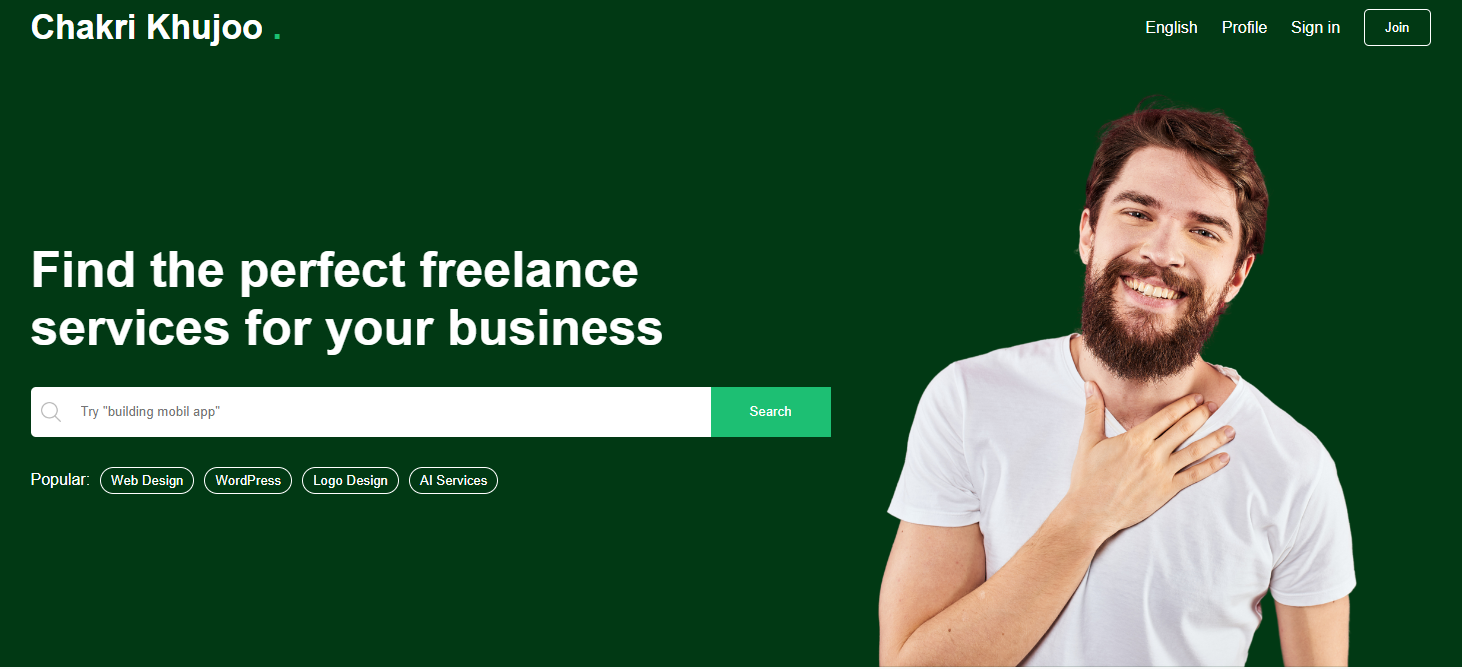 Chakri Khujoo .
English Profile Sign in Join
Find the perfect freelance
services for your business
Try "building mobil app"
Search
Popular: Web Design WordPress Logo Design AI Services